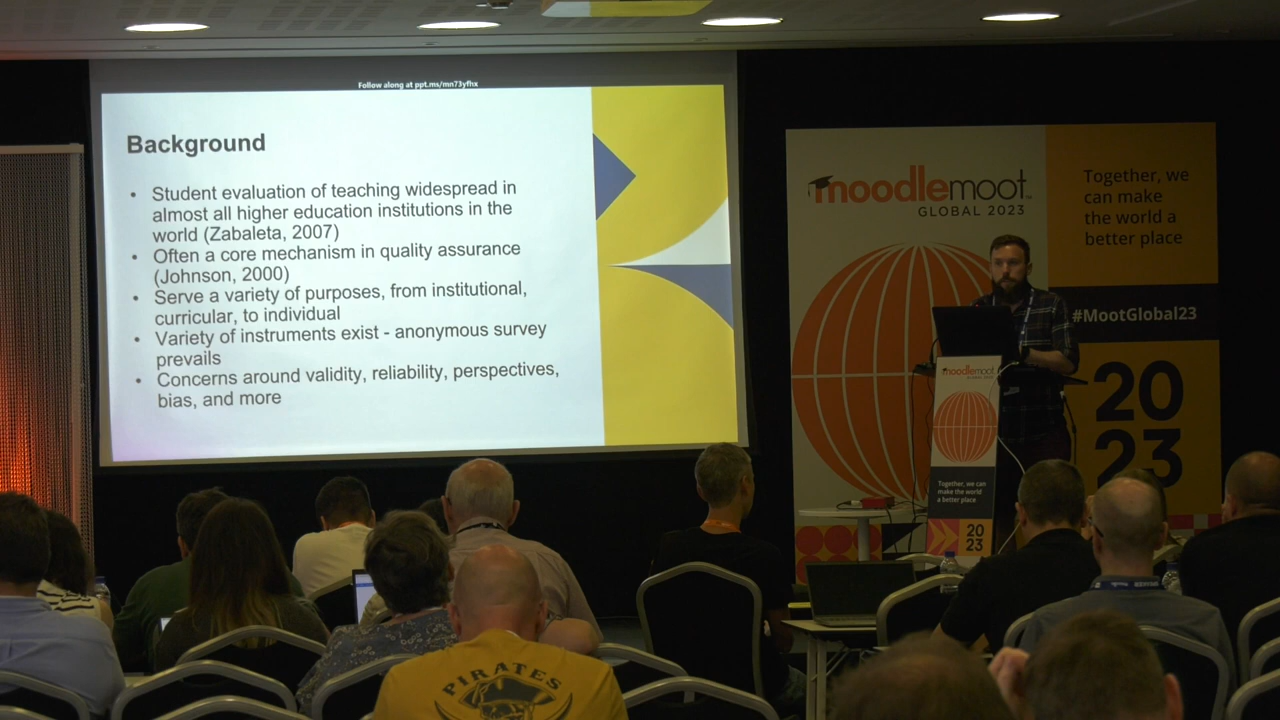 Follow along at ppt.ms/mn73yfhx
Background
• Student evaluation of teaching widespread in
almost all higher education institutions in the
world (Zabaleta, 2007)
• Often a core mechanism in quality assurance
(Johnson, 2000)
• Serve a variety of purposes, from institutional,
curricular, to individual
• Variety of instruments exist - anonymous survey
prevails
• Concerns around validity, reliability, perspectives,
bias, and more
moodlemoot
GLOBAL 2023
Together, we
can make
the world a
better place
#MootGlobal23
20
23
moodlemoot
Together, we can
make the world
a better place
20
23
PIRATES